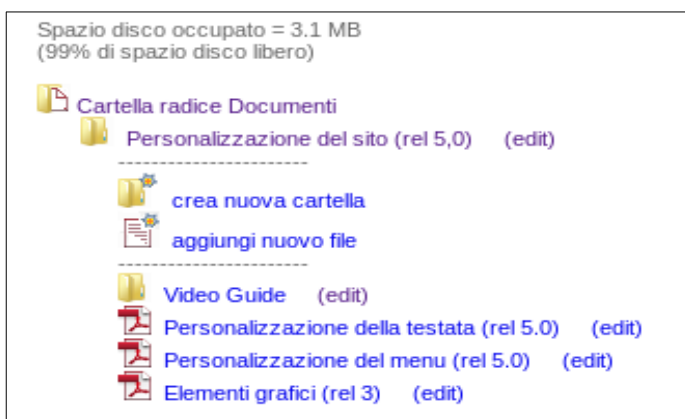 Spazio disco occupato = 3.1 MB
(99% di spazio disco libero)
Cartella radice Documenti
Personalizzazione del sito (rel 5,0) (edit)
-----------------------
crea nuova cartella
aggiungi nuovo file
-----------------------
Video Guide (edit)
Personalizzazione della testata (rel 5.0) (edit)
Personalizzazione del menu (rel 5.0) (edit)
Elementi grafici (rel 3) (edit)